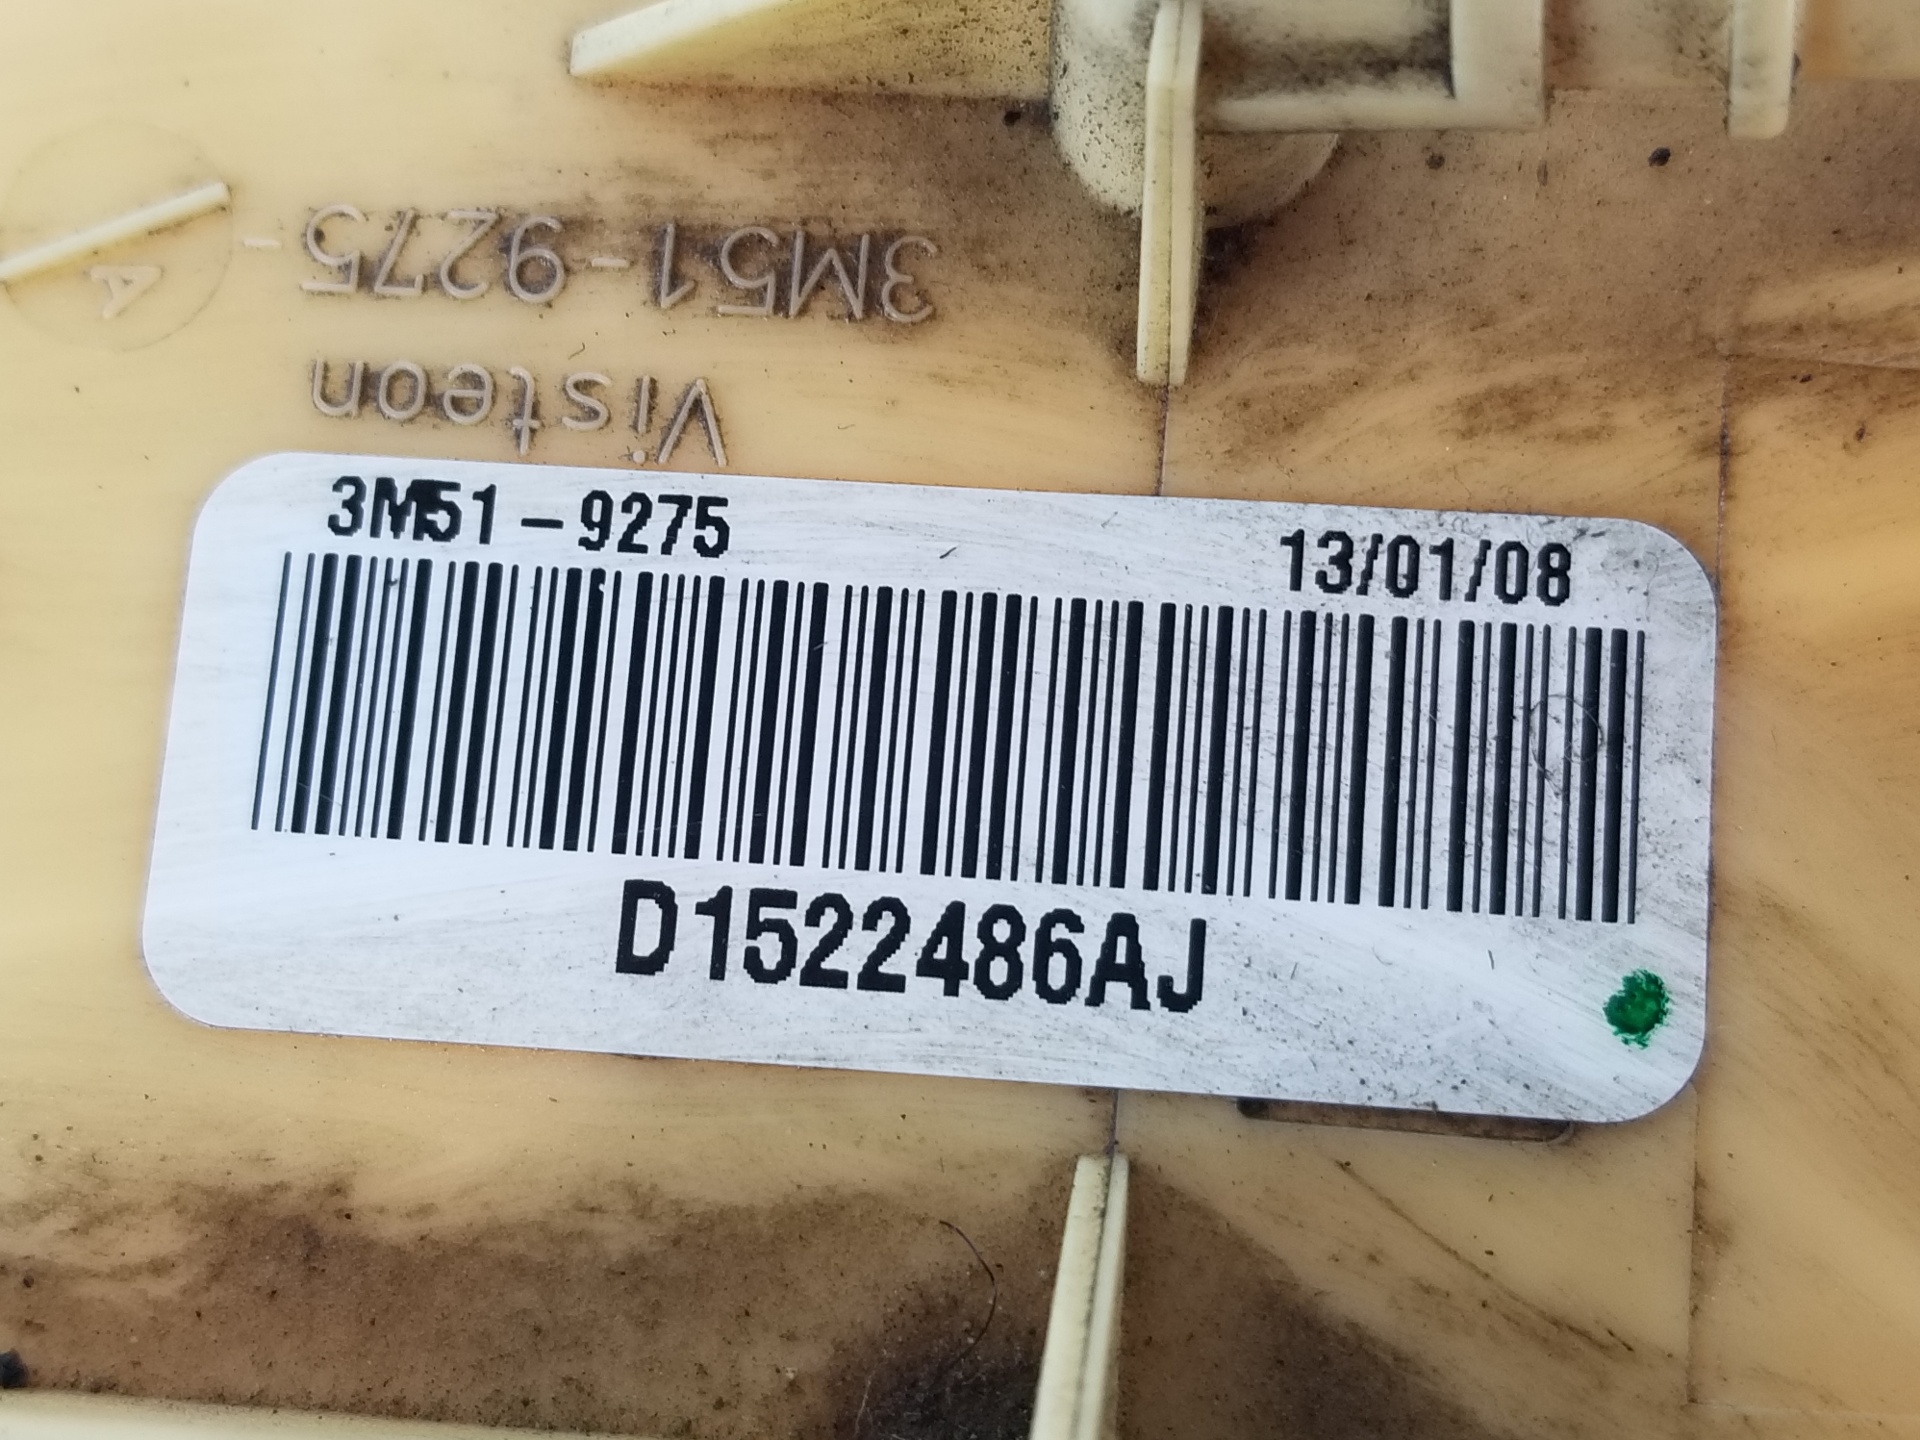 A
3M51-9275-
Visteon
3M51-9275
13/01/08
D1522486AJ